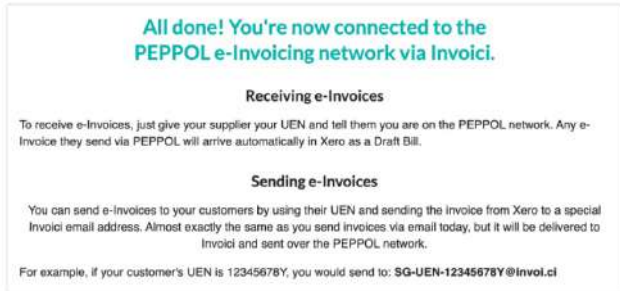 All done! You're now connected to the
PEPPOL e-Invoicing network via Invoici.
Receiving e-Invoices
To receive e-Invoices, just give your supplier your UEN and tell them you are on the PEPPOL network. Any e-
Invoice they send via PEPPOL will arrive automatically in Xero as a Draft Bill.
Sending e-Invoices
You can send e-Invoices to your customers by using their UEN and sending the invoice from Xero to a special
Invoici email address. Almost exactly the same as you send invoices via email today, but it will be delivered to
Invoici and sent over the PEPPOL network.
For example, if your customer's UEN is 12345678Y, you would send to: SG-UEN-12345678Y@invoi.ci